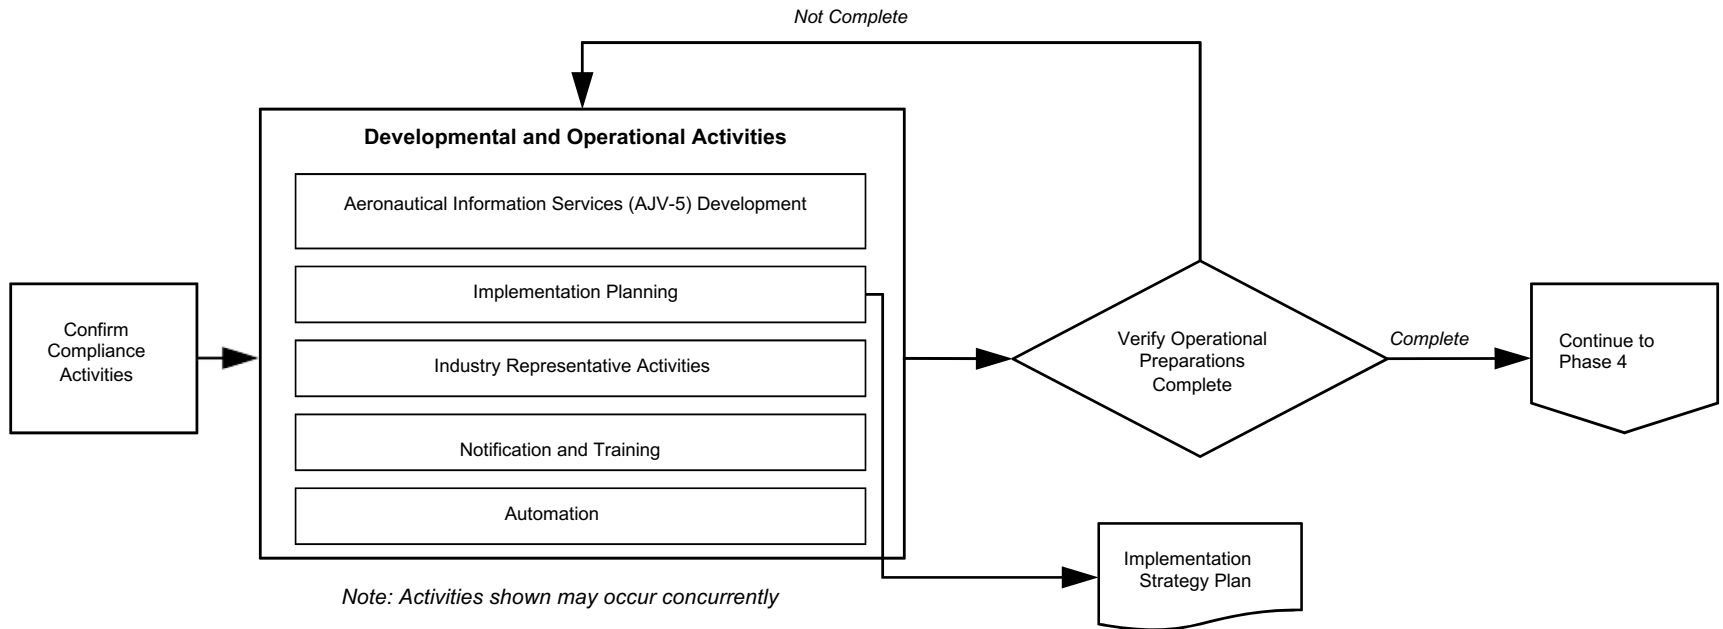 Not Complete
Developmental and Operational Activities
Aeronautical Information Services (AJV-5) Development
Implementation Planning
Industry Representative Activities
Notification and Training
Automation
Confirm
Compliance
Activities
Verify Operational
Preparations
Complete
Complete
Continue to
Phase 4
Implementation
Strategy Plan
Note: Activities shown may occur concurrently